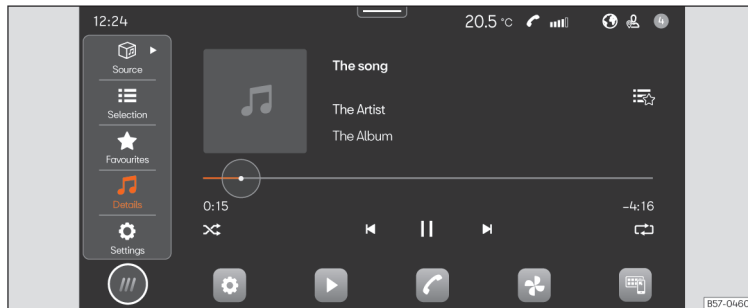 12:24
20.5 °C
4
Source
Selection
Favourites
Details
Settings
The song
The Artist
The Album
0:15
-4:16
B57-0460